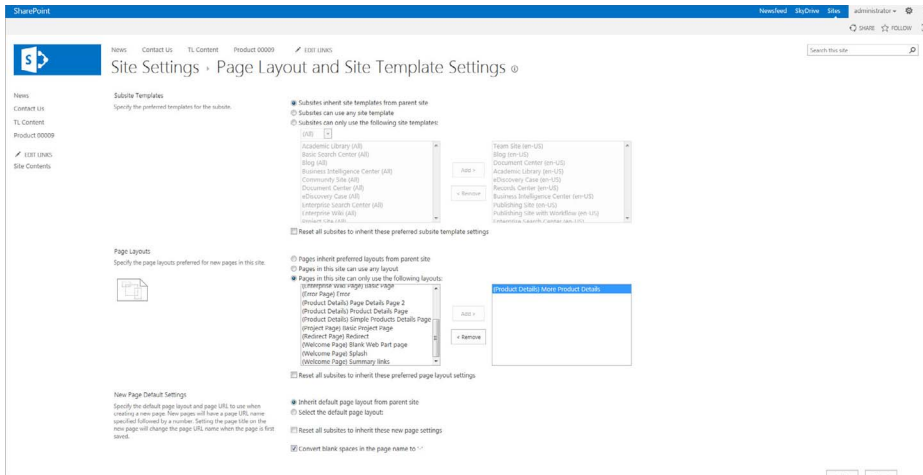 SharePoint
Newsfeed SkyDrive Sites administrator
SHARE FOLLOW
News Contact Us TL Content Product 00009 EDIT LINKS
Search this site
Site Settings › Page Layout and Site Template Settings
News
Contact Us
TL Content
Product 00009
EDIT LINKS
Site Contents
Subsite Templates
Specify the preferred templates for the subsite.
Subsites inherit site templates from parent site
Subsites can use any site template
Subsites can only use the following site templates:
(All)
Academic Library (All)
Basic Search Center (All)
Blog (All)
Business Intelligence Center (All)
Community Site (All)
Document Center (All)
eDiscovery Case (All)
Enterprise Search Center (All)
Enterprise Wiki (All)
Project Site (All)
Add >
< Remove
Team Site (en-US)
Blog (en-US)
Document Center (en-US)
Academic Library (en-US)
eDiscovery Case (en-US)
Records Center (en-US)
Business Intelligence Center (en-US)
Publishing Site (en-US)
Publishing Site with Workflow (en-US)
Enterprise Search Center (en-US)
Reset all subsites to inherit these preferred subsite template settings
Page Layouts
Specify the page layouts preferred for new pages in this site.
Pages inherit preferred layouts from parent site
Pages in this site can use any layout
Pages in this site can only use the following layouts:
(Enterprise Wiki Page) Basic Page
(Error Page) Error
(Product Details) Page Details Page 2
(Product Details) Product Details Page
(Product Details) Simple Products Details Page
(Project Page) Basic Project Page
(Redirect Page) Redirect
(Welcome Page) Blank Web Part page
(Welcome Page) Splash
(Welcome Page) Summary links
Add >
< Remove
(Product Details) More Product Details
Reset all subsites to inherit these preferred page layout settings
New Page Default Settings
Specify the default page layout and page URL to use when
creating a new page. New pages will have a page URL name
specified followed by a number. Setting the page title on the
new page will change the page URL name when the page is first
saved.
Inherit default page layout from parent site
Select the default page layout:
Reset all subsites to inherit these new page settings
Convert blank spaces in the page name to '-'